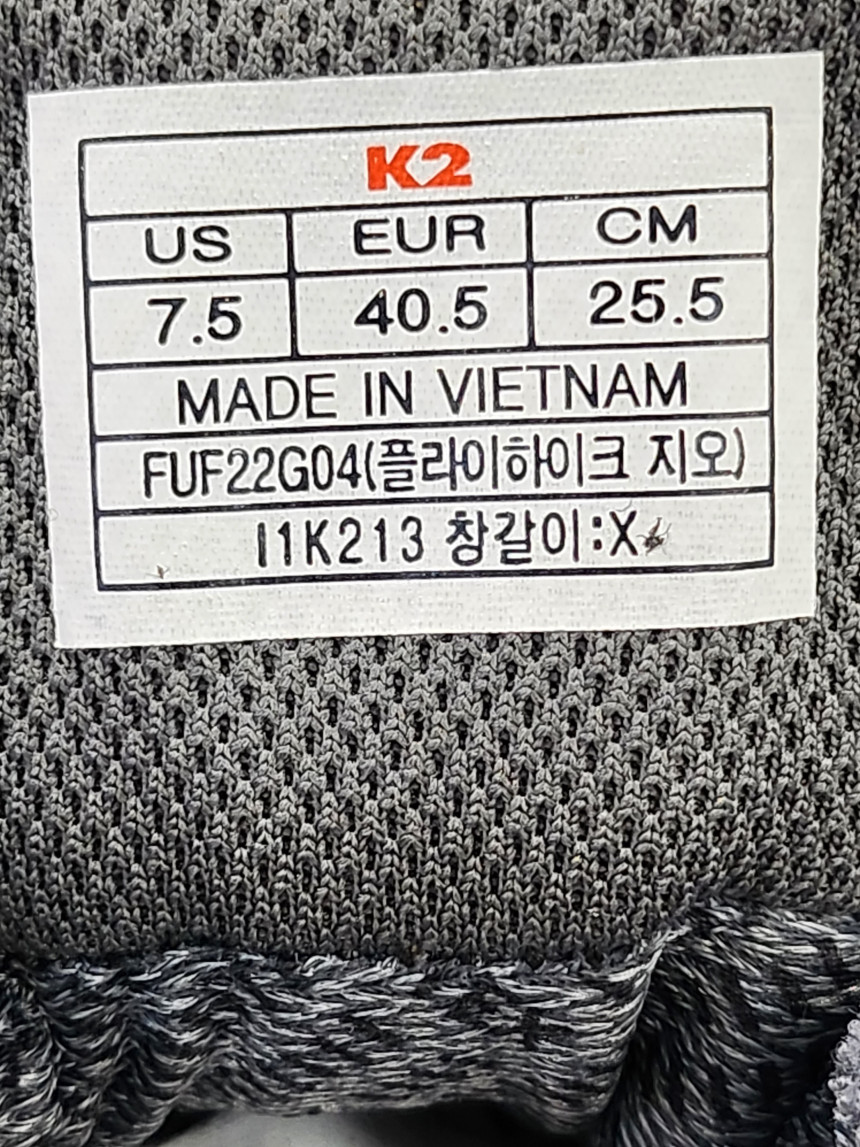 K2
US EUR CM
7.5 40.5 25.5
MADE IN VIETNAM
FUF22G04(플라이하이크 지오)
I1K213 창갈이:X